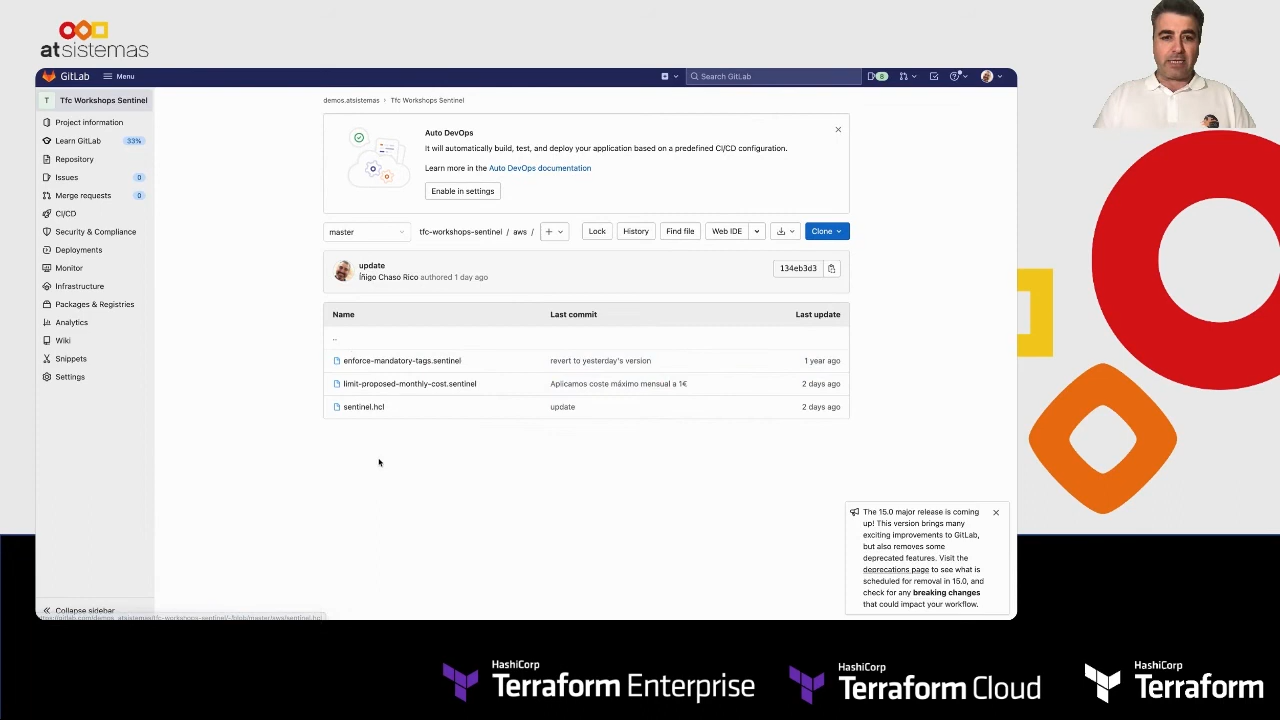 atsistemas
GitLab
Menu
Search GitLab
8
T
Tfc Workshops Sentinel
Project information
Learn GitLab
33%
Repository
Issues
0
Merge requests
0
CI/CD
Security & Compliance
Deployments
Monitor
Infrastructure
Packages & Registries
Analytics
Wiki
Snippets
Settings
Collapse sidebar
demos.atsistemas
›
Tfc Workshops Sentinel
Auto DevOps
It will automatically build, test, and deploy your application based on a predefined CI/CD configuration.
Learn more in the Auto DevOps documentation
Enable in settings
master
tfc-workshops-sentinel / aws /
Lock
History
Find file
Web IDE
Clone
update
Íñigo Chaso Rico authored 1 day ago
134eb3d3
Name
Last commit
Last update
..
enforce-mandatory-tags.sentinel
revert to yesterday's version
1 year ago
limit-proposed-monthly-cost.sentinel
Aplicamos coste máximo mensual a 1€
2 days ago
sentinel.hcl
update
2 days ago
The 15.0 major release is coming
up! This version brings many
exciting improvements to GitLab,
but also removes some
deprecated features. Visit the
deprecations page to see what is
scheduled for removal in 15.0, and
check for any breaking changes
that could impact your workflow.
HashiCorp
Terraform Enterprise
HashiCorp
Terraform Cloud
HashiCorp
Terraform